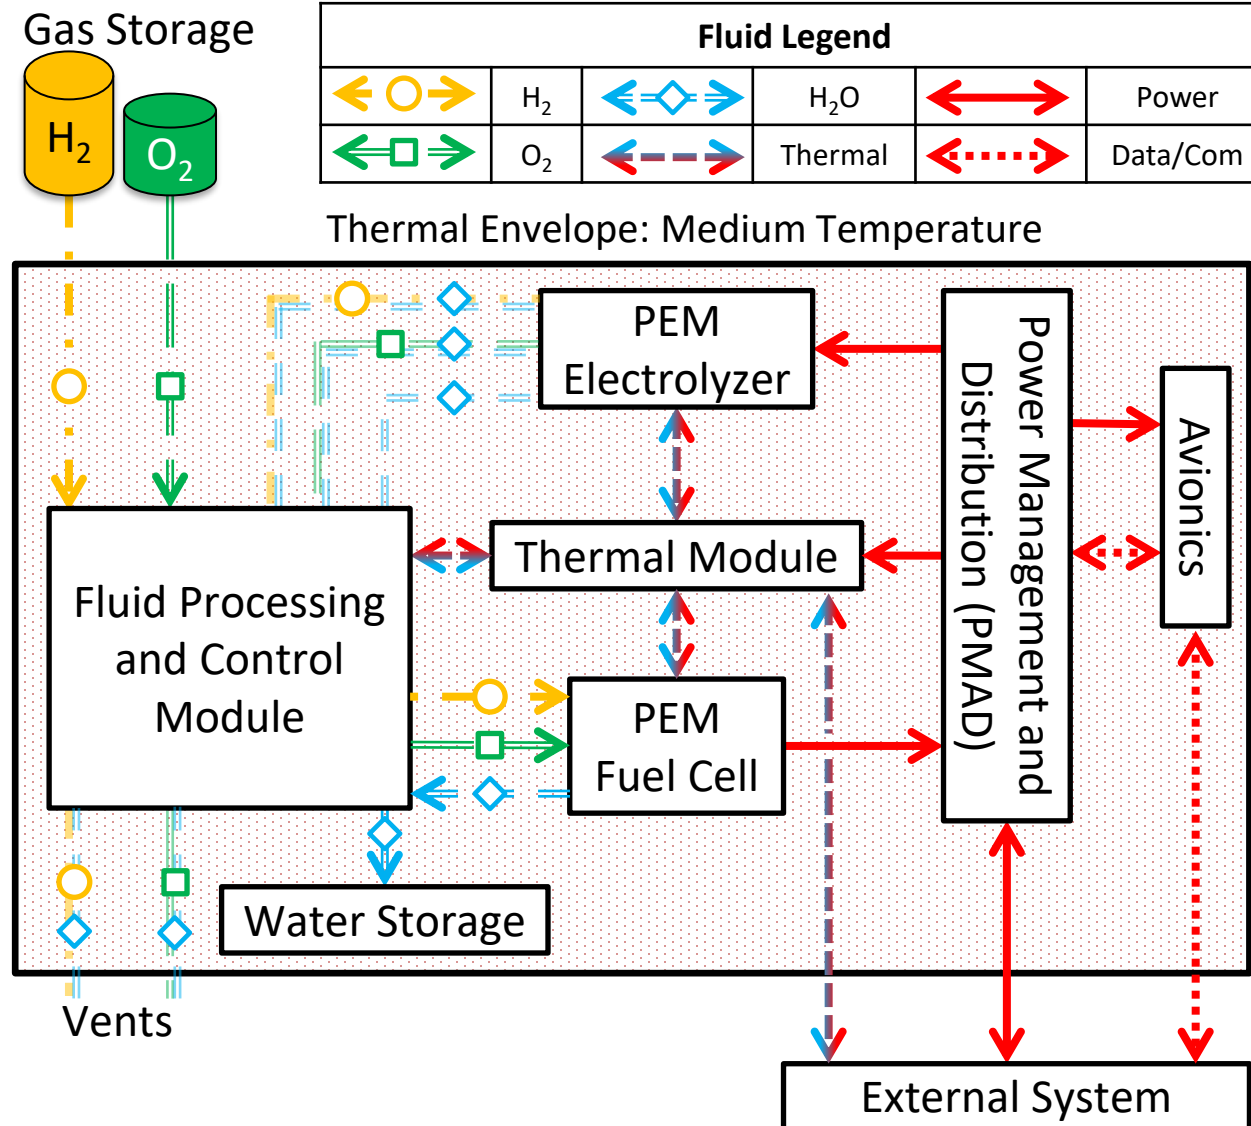 Gas Storage
H₂
O₂
Fluid Legend
H₂
H₂O
Power
O₂
Thermal
Data/Com
Thermal Envelope: Medium Temperature
PEM
Electrolyzer
Power Management and
Distribution (PMAD)
Avionics
Thermal Module
Fluid Processing
and Control
Module
PEM
Fuel Cell
Water Storage
Vents
External System